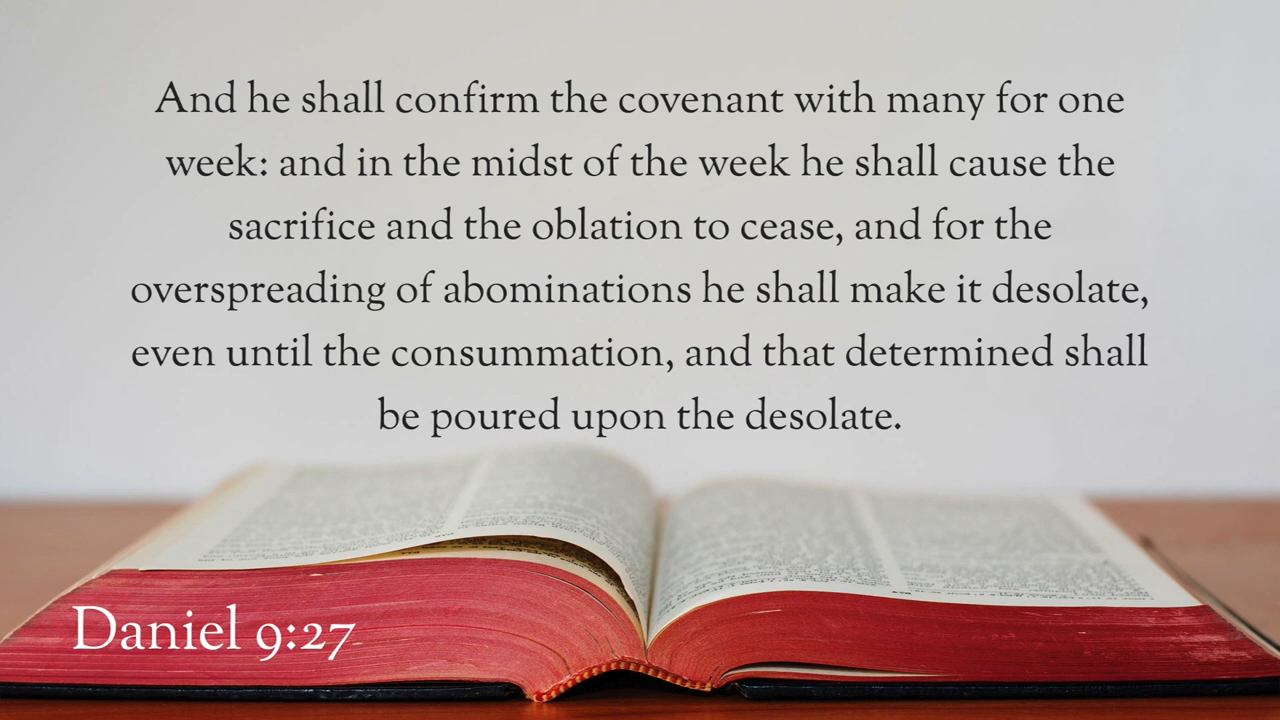 And he shall confirm the covenant with many for one
week: and in the midst of the week he shall cause the
sacrifice and the oblation to cease, and for the
overspreading of abominations he shall make it desolate,
even until the consummation, and that determined shall
be poured upon the desolate.
Daniel 9:27